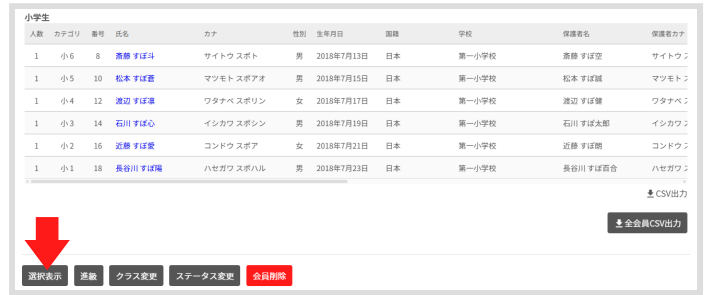 小学生
人数 カテゴリ 番号 氏名 カナ 性別 生年月日 国籍 学校 保護者名 保護者カナ
1 小6 8 斎藤 すぽ斗 サイトウ スポト 男 2018年7月13日 日本 第一小学校 斎藤 すぽ空 サイトウ ス
1 小5 10 松本 すぽ蒼 マツモト スポアオ 男 2018年7月15日 日本 第一小学校 松本 すぽ誠 マツモト ス
1 小4 12 渡辺 すぽ凛 ワタナベ スポリン 女 2018年7月17日 日本 第一小学校 渡辺 すぽ健 ワタナベ ス
1 小3 14 石川 すぽ心 イシカワ スポシン 男 2018年7月19日 日本 第一小学校 石川 すぽ太郎 イシカワ ス
1 小2 16 近藤 すぽ愛 コンドウ スポア 女 2018年7月21日 日本 第一小学校 近藤 すぽ朗 コンドウ ス
1 小1 18 長谷川 すぽ陽 ハセガワ スポハル 男 2018年7月23日 日本 第一小学校 長谷川 すぽ百合 ハセガワ ス
CSV出力
全会員CSV出力
選択表示 進級 クラス変更 ステータス変更 会員削除